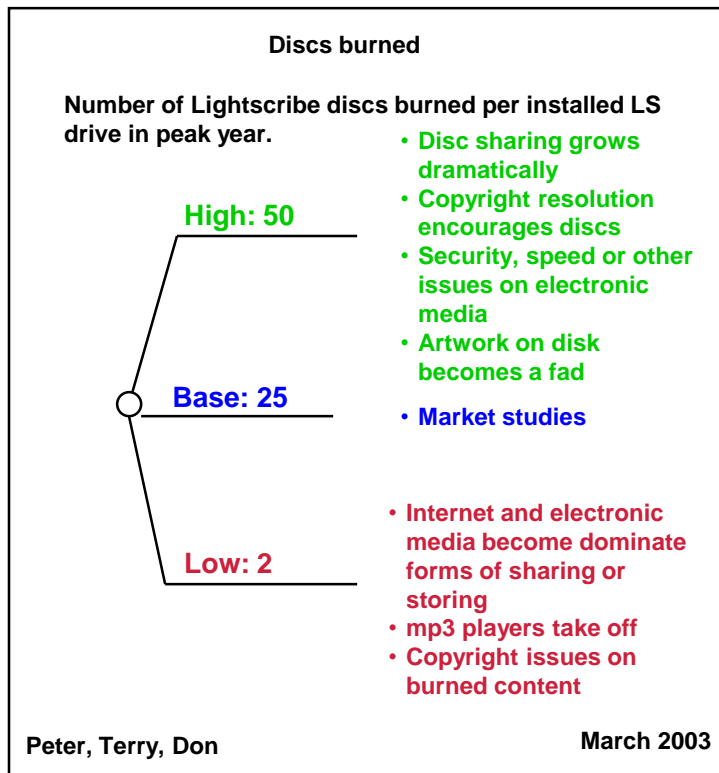 Discs burned
Number of Lightscribe discs burned per installed LS
drive in peak year.
High: 50
• Disc sharing grows
dramatically
• Copyright resolution
encourages discs
• Security, speed or other
issues on electronic
media
• Artwork on disk
becomes a fad
Base: 25
• Market studies
Low: 2
• Internet and electronic
media become dominate
forms of sharing or
storing
• mp3 players take off
• Copyright issues on
burned content
Peter, Terry, Don
March 2003